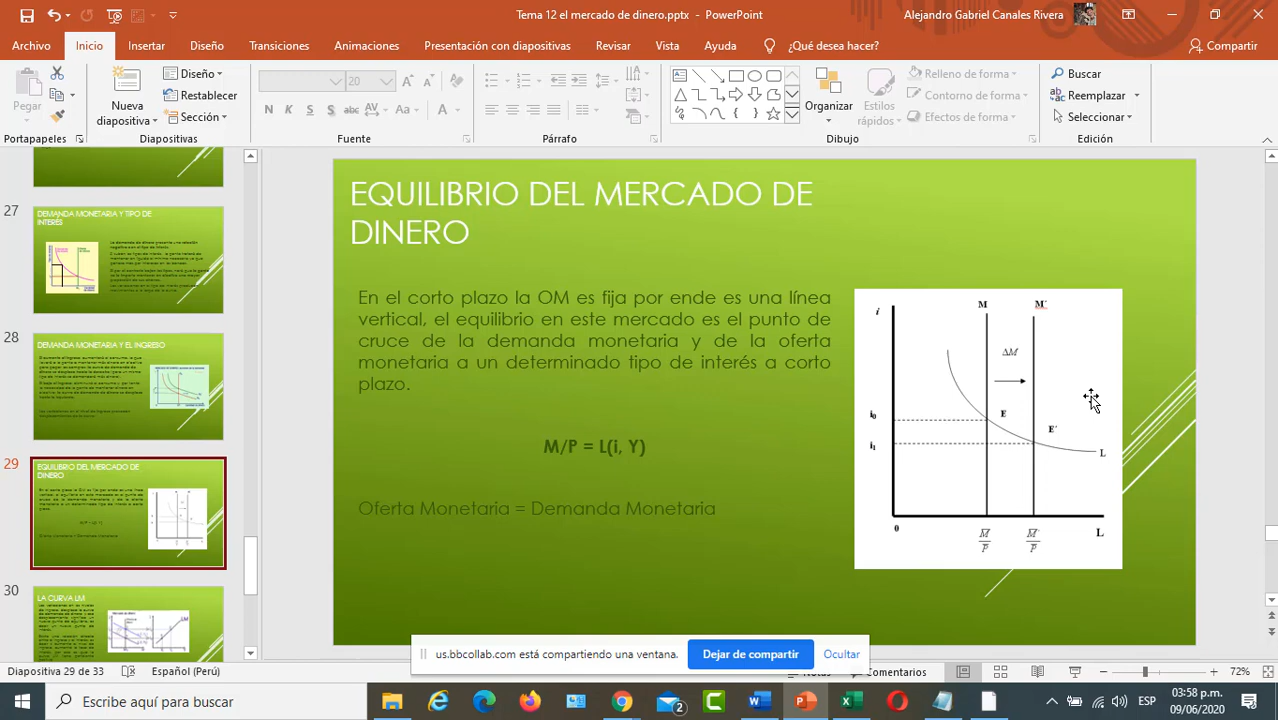 Tema 12 el mercado de dinero.pptx - PowerPoint
Alejandro Gabriel Canales Rivera
Archivo Inicio Insertar Diseño Transiciones Animaciones Presentación con diapositivas Revisar Vista Ayuda ¿Qué desea hacer? Compartir
Pegar
Nueva diapositiva
Diseño
Restablecer
Sección
20
N K S S abc AV Aa A
Organizar
Estilos rápidos
Relleno de forma
Contorno de forma
Efectos de forma
Buscar
Reemplazar
Seleccionar
Portapapeles Diapositivas Fuente Párrafo Dibujo Edición
27
DEMANDA MONETARIA Y TIPO DE
INTERÉS
28
DEMANDA MONETARIA Y EL INGRESO
29
EQUILIBRIO DEL MERCADO DE
DINERO
30
LA CURVA LM
EQUILIBRIO DEL MERCADO DE
DINERO
En el corto plazo la OM es fija por ende es una línea
vertical, el equilibrio en este mercado es el punto de
cruce de la demanda monetaria y de la oferta
monetaria a un determinado tipo de interés a corto
plazo.
M/P = L(i, Y)
Oferta Monetaria = Demanda Monetaria
i
M M´
ΔM
i0 E
E´
i1
L
0 L
us.bbcollab.com está compartiendo una ventana. Dejar de compartir Ocultar
Diapositiva 29 de 33 Español (Perú) Notas Comentarios 72%
Escribe aquí para buscar
2
ESP
03:58 p.m.
09/06/2020